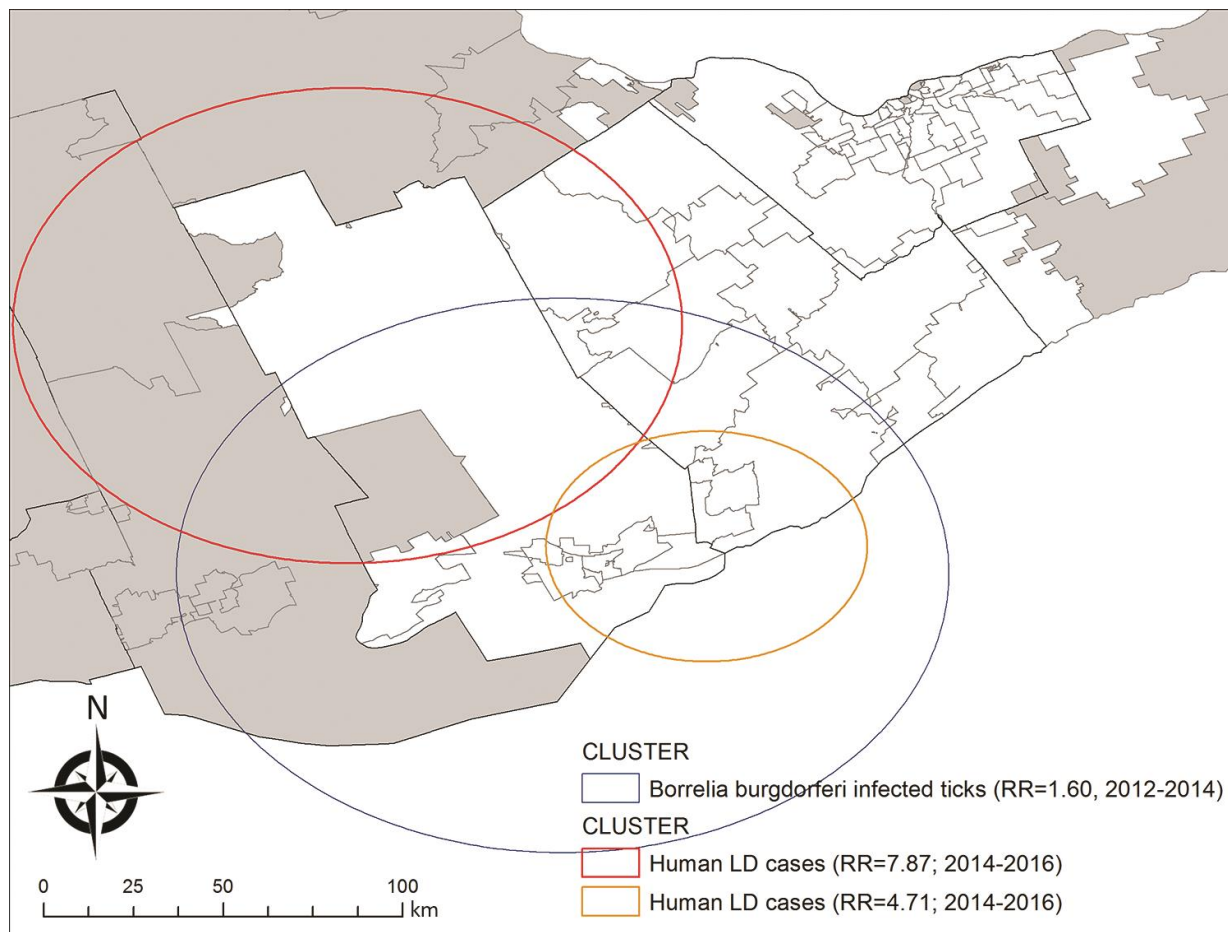 N
0 25 50 100
km
CLUSTER
Borrelia burgdorferi infected ticks (RR=1.60, 2012-2014)
CLUSTER
Human LD cases (RR=7.87; 2014-2016)
Human LD cases (RR=4.71; 2014-2016)